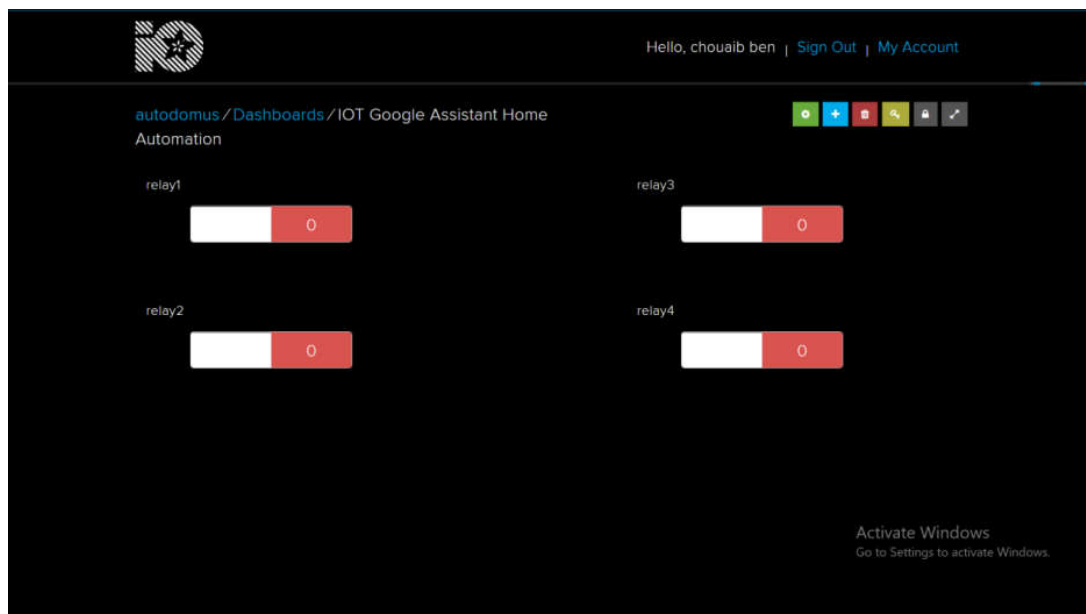 iO
Hello, chouaib ben | Sign Out | My Account
autodomus / Dashboards / IOT Google Assistant Home
Automation
relay1
0
relay3
0
relay2
0
relay4
0
Activate Windows
Go to Settings to activate Windows.